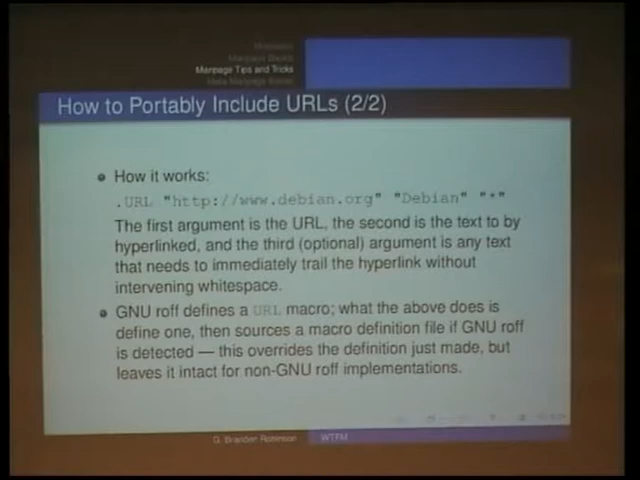 Manpage Tips and Tricks
How to Portably Include URLs (2/2)
How it works:
.URL "http://www.debian.org" "Debian" "*"
The first argument is the URL, the second is the text to by
hyperlinked, and the third (optional) argument is any text
that needs to immediately trail the hyperlink without
intervening whitespace.
GNU roff defines a URL macro; what the above does is
define one, then sources a macro definition file if GNU roff
is detected — this overrides the definition just made, but
leaves it intact for non-GNU roff implementations.
G. Branden Robinson WTFM